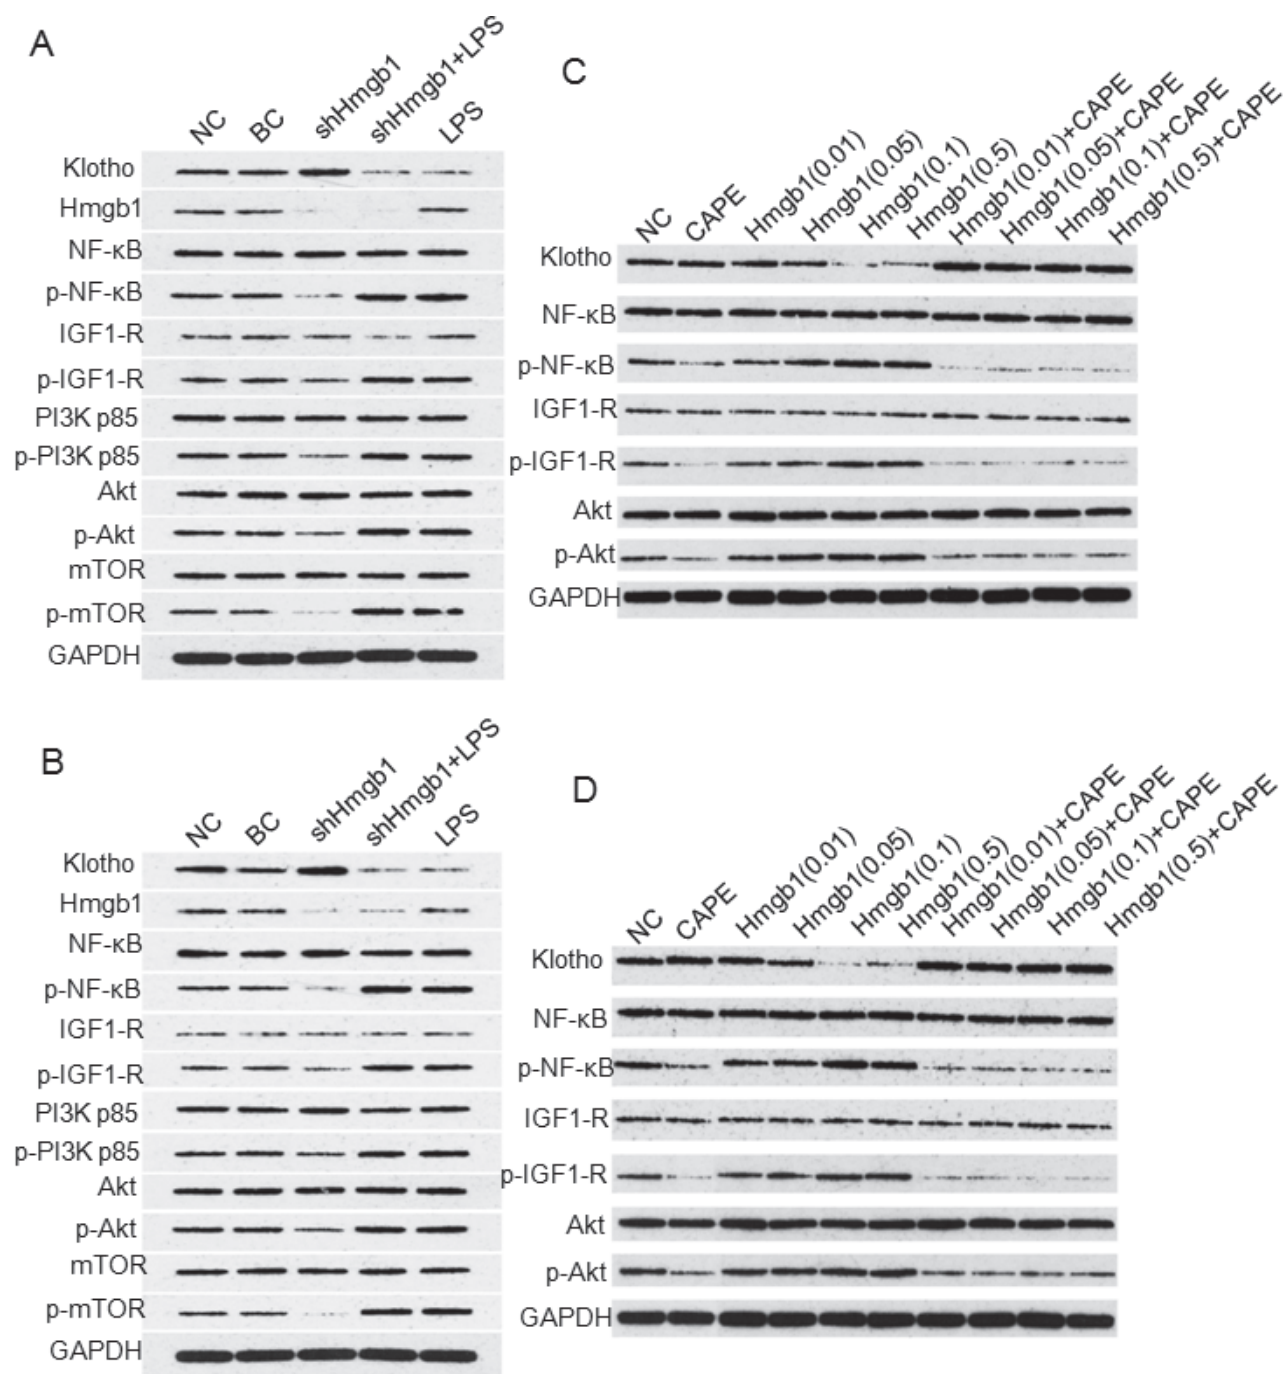 A
NC
BC
shHmgb1
shHmgb1+LPS
LPS
Klotho
Hmgb1
NF-κB
p-NF-κB
IGF1-R
p-IGF1-R
PI3K p85
p-PI3K p85
Akt
p-Akt
mTOR
p-mTOR
GAPDH
C
NC
CAPE
Hmgb1(0.01)
Hmgb1(0.05)
Hmgb1(0.1)
Hmgb1(0.5)
Hmgb1(0.01)+CAPE
Hmgb1(0.05)+CAPE
Hmgb1(0.1)+CAPE
Hmgb1(0.5)+CAPE
Klotho
NF-κB
p-NF-κB
IGF1-R
p-IGF1-R
Akt
p-Akt
GAPDH
B
NC
BC
shHmgb1
shHmgb1+LPS
LPS
Klotho
Hmgb1
NF-κB
p-NF-κB
IGF1-R
p-IGF1-R
PI3K p85
p-PI3K p85
Akt
p-Akt
mTOR
p-mTOR
GAPDH
D
NC
CAPE
Hmgb1(0.01)
Hmgb1(0.05)
Hmgb1(0.1)
Hmgb1(0.5)
Hmgb1(0.01)+CAPE
Hmgb1(0.05)+CAPE
Hmgb1(0.1)+CAPE
Hmgb1(0.5)+CAPE
Klotho
NF-κB
p-NF-κB
IGF1-R
p-IGF1-R
Akt
p-Akt
GAPDH